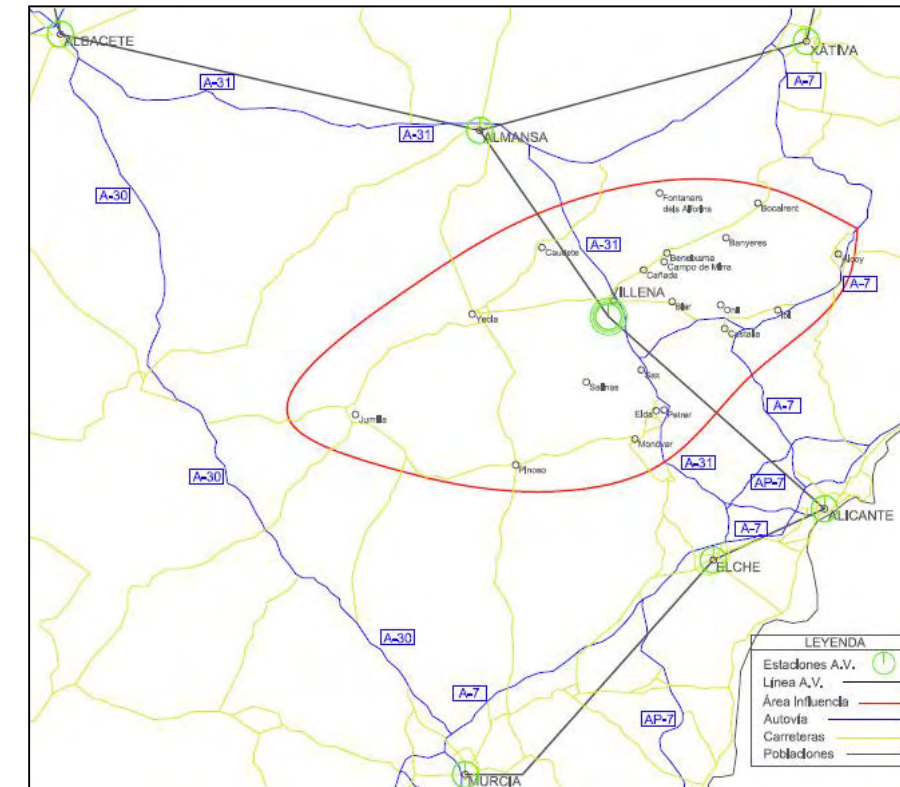 ALBACETE
XÀTIVA
A-31
A-7
A-31
ALMANSA
A-30
Fontanars
dels Alforins
Bocairent
A-31
Banyeres
Caudete
Beneixama
Campo de Mirra
Alcoy
Cañada
A-7
VILLENA
Biar
Onil
Ibi
Yecla
Castalla
Sax
Salinas
A-7
Elda
Petrer
Jumilla
Monóvar
Pinoso
A-31
A-30
AP-7
ALICANTE
A-7
ELCHE
A-30
LEYENDA
Estaciones A.V.
Línea A.V.
A-7
Área Influencia
AP-7
Autovía
Carreteras
Poblaciones
MURCIA